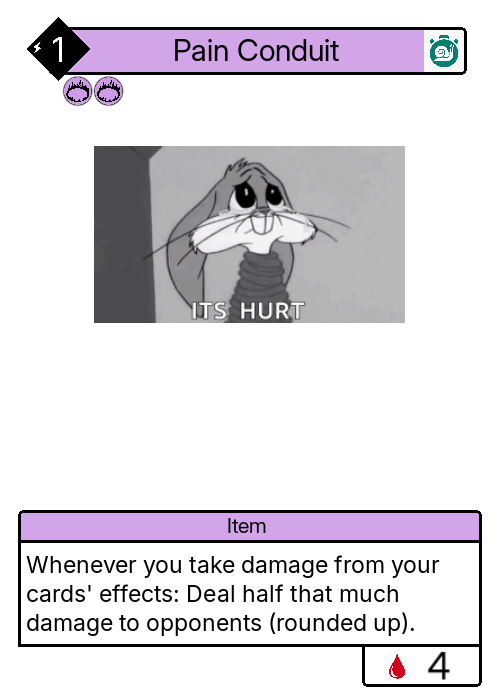 1
Pain Conduit
ITS HURT
Item
Whenever you take damage from your
cards' effects: Deal half that much
damage to opponents (rounded up).
4